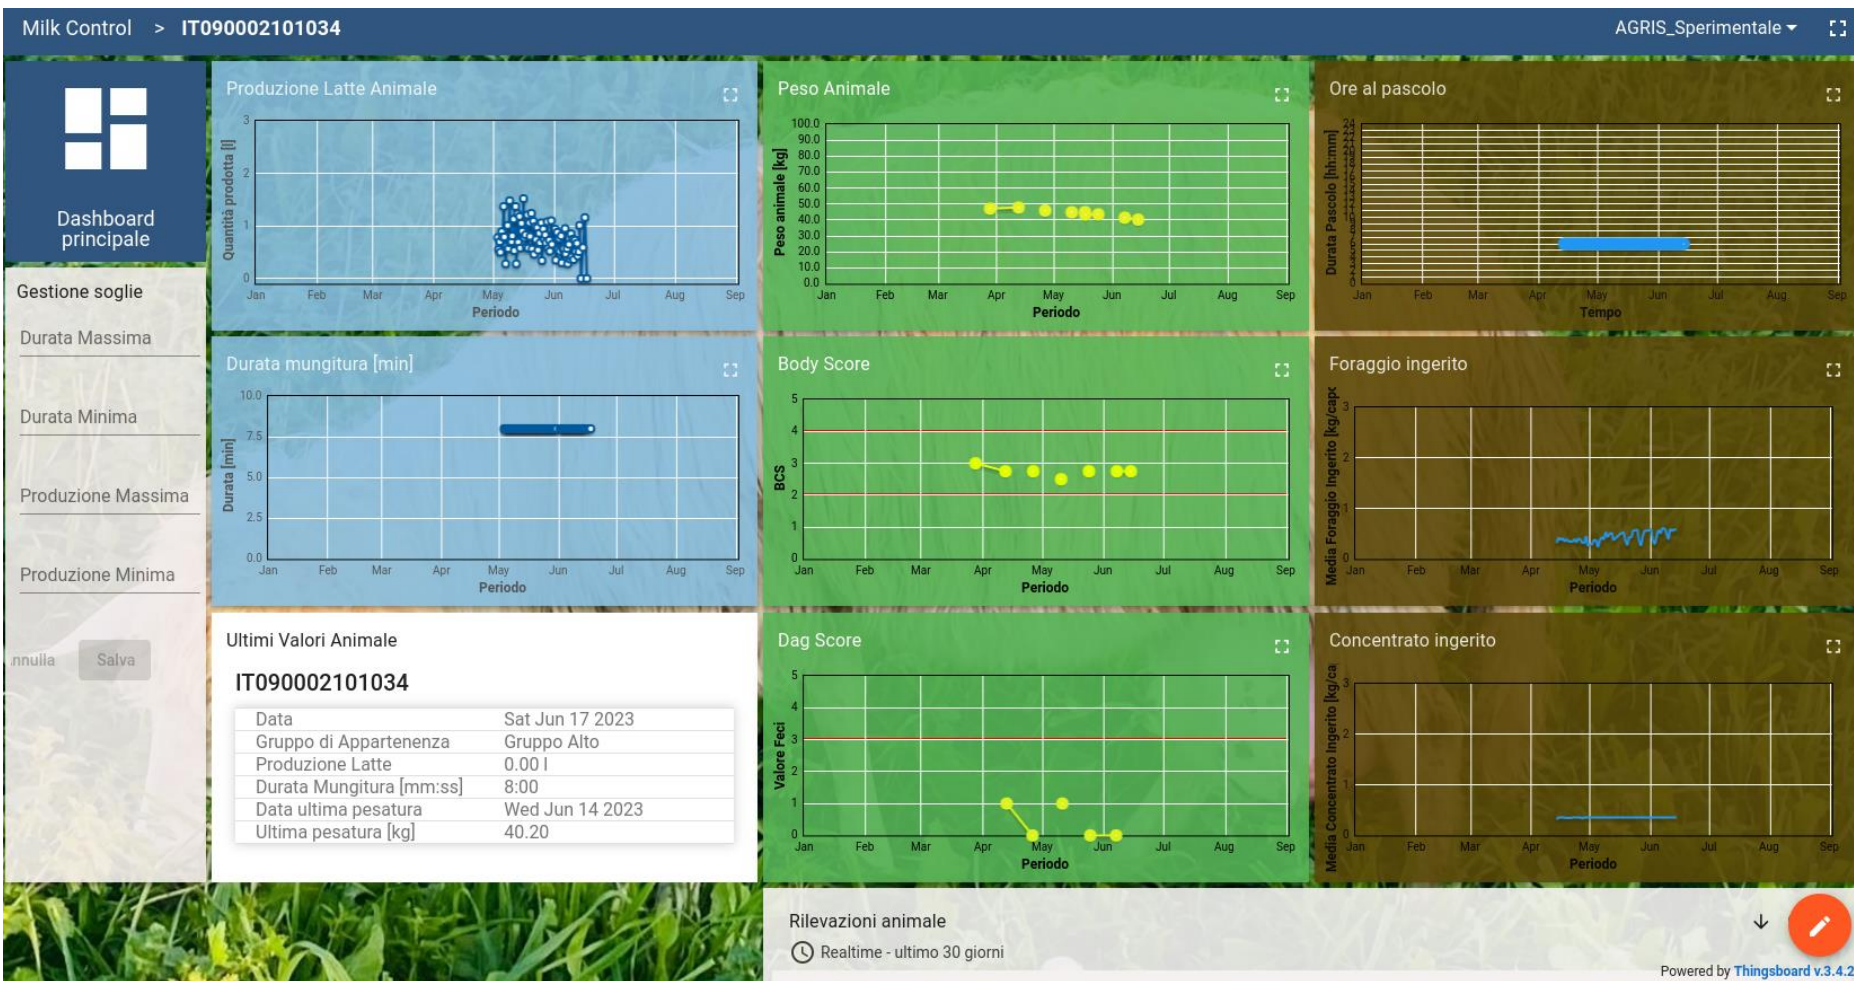 Milk Control > IT090002101034
AGRIS_Sperimentale
Dashboard
principale
Gestione soglie
Durata Massima
Durata Minima
Produzione Massima
Produzione Minima
Salva
Produzione Latte Animale
Quantità prodotta [l]
3
2
1
0
Jan Feb Mar Apr May Jun Jul Aug Sep
Periodo
Peso Animale
Peso animale [kg]
100.0
90.0
80.0
70.0
60.0
50.0
40.0
30.0
20.0
10.0
0.0
Jan Feb Mar Apr May Jun Jul Aug Sep
Periodo
Ore al pascolo
Durata Pascolo [hh:mm]
Jan Feb Mar Apr May Jun Jul Aug Sep
Tempo
Durata mungitura [min]
Durata [min]
10.0
7.5
5.0
2.5
0.0
Jan Feb Mar Apr May Jun Jul Aug Sep
Periodo
Body Score
BCS
5
4
3
2
1
0
Jan Feb Mar Apr May Jun Jul Aug Sep
Periodo
Foraggio ingerito
Media Foraggio Ingerito [kg/capo
3
2
1
0
Jan Feb Mar Apr May Jun Jul Aug Sep
Periodo
Ultimi Valori Animale
IT090002101034
Data Sat Jun 17 2023
Gruppo di Appartenenza Gruppo Alto
Produzione Latte 0.00 l
Durata Mungitura [mm:ss] 8:00
Data ultima pesatura Wed Jun 14 2023
Ultima pesatura [kg] 40.20
Dag Score
Valore Feci
5
4
3
2
1
0
Jan Feb Mar Apr May Jun Jul Aug Sep
Periodo
Concentrato ingerito
Media Concentrato Ingerito [kg/ca
3
2
1
0
Jan Feb Mar Apr May Jun Jul Aug Sep
Periodo
Rilevazioni animale
Realtime - ultimo 30 giorni
Powered by Thingsboard v.3.4.2